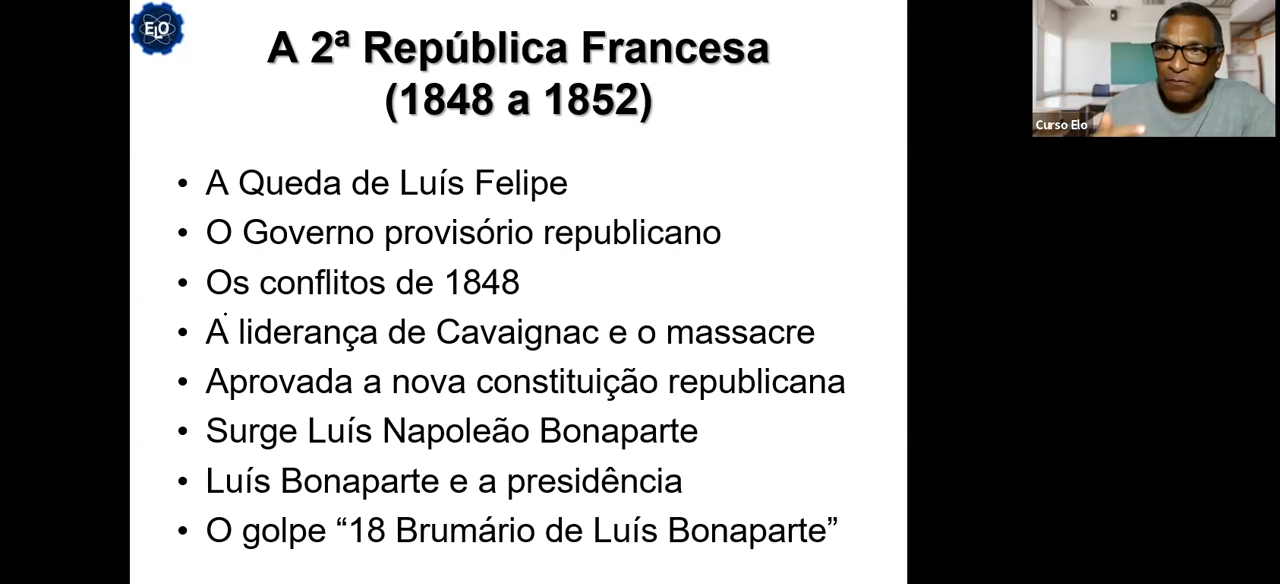 ELO
A 2ª República Francesa
(1848 a 1852)
• A Queda de Luís Felipe
• O Governo provisório republicano
• Os conflitos de 1848
• A liderança de Cavaignac e o massacre
• Aprovada a nova constituição republicana
• Surge Luís Napoleão Bonaparte
• Luís Bonaparte e a presidência
• O golpe “18 Brumário de Luís Bonaparte”
Curso Elo